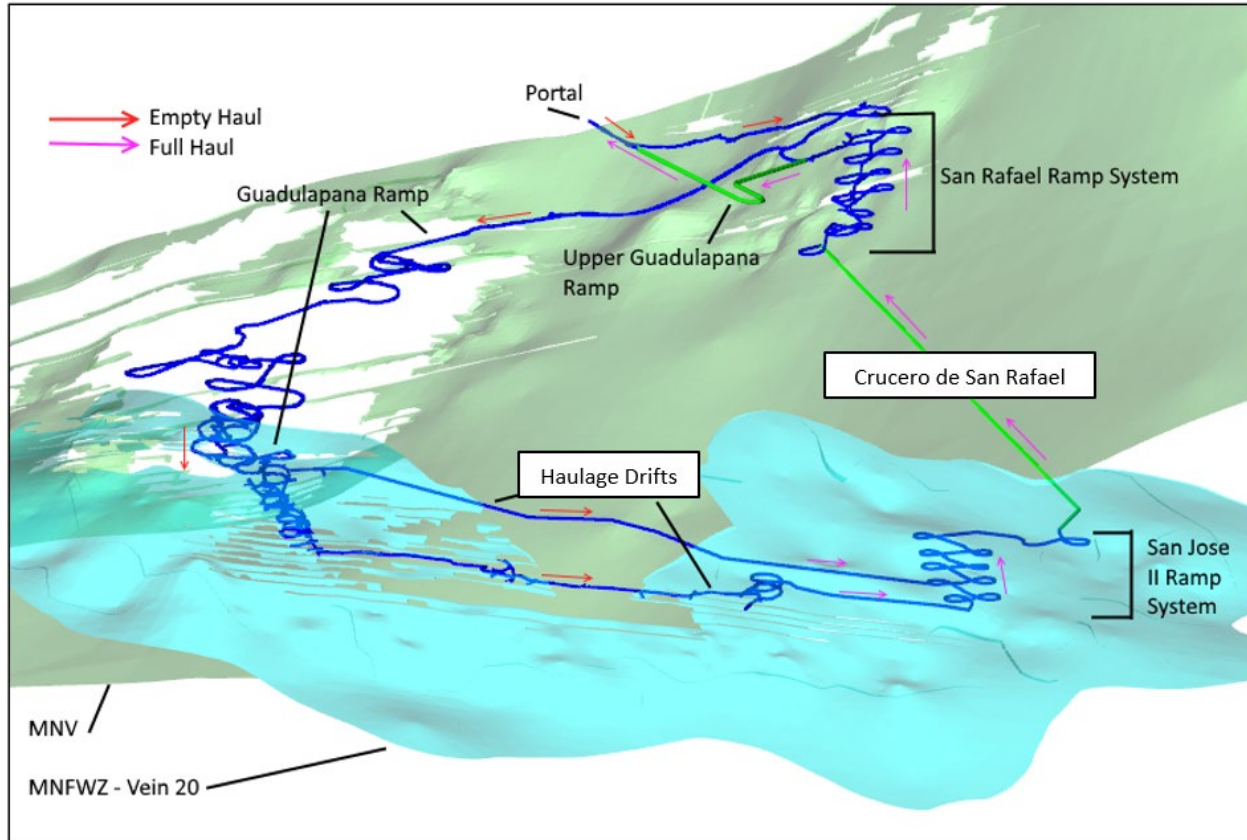 Empty Haul
Full Haul
Portal
Guadulapana Ramp
San Rafael Ramp System
Upper Guadulapana
Ramp
Crucero de San Rafael
Haulage Drifts
San Jose
II Ramp
System
MNV
MNFWZ - Vein 20